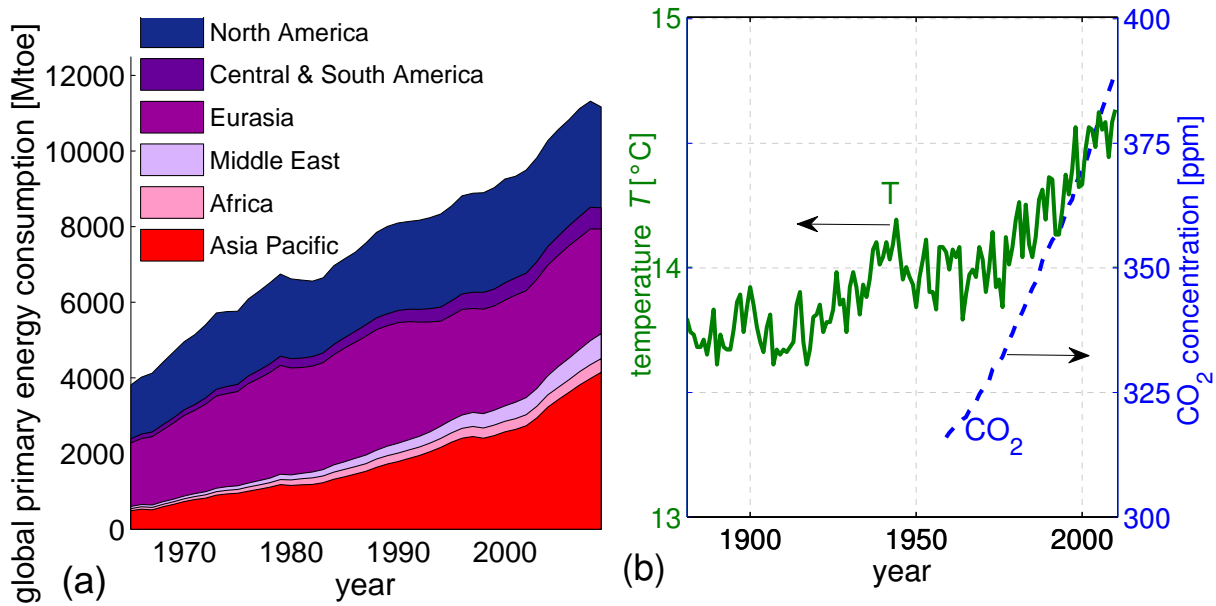 global primary energy consumption [Mtoe]
12000
10000
8000
6000
4000
2000
0
North America
Central & South America
Eurasia
Middle East
Africa
Asia Pacific
1970
1980
1990
2000
year
(a)
temperature T [°C]
15
14
13
T
CO₂
400
375
350
325
300
CO₂ concentration [ppm]
1900
1950
2000
year
(b)